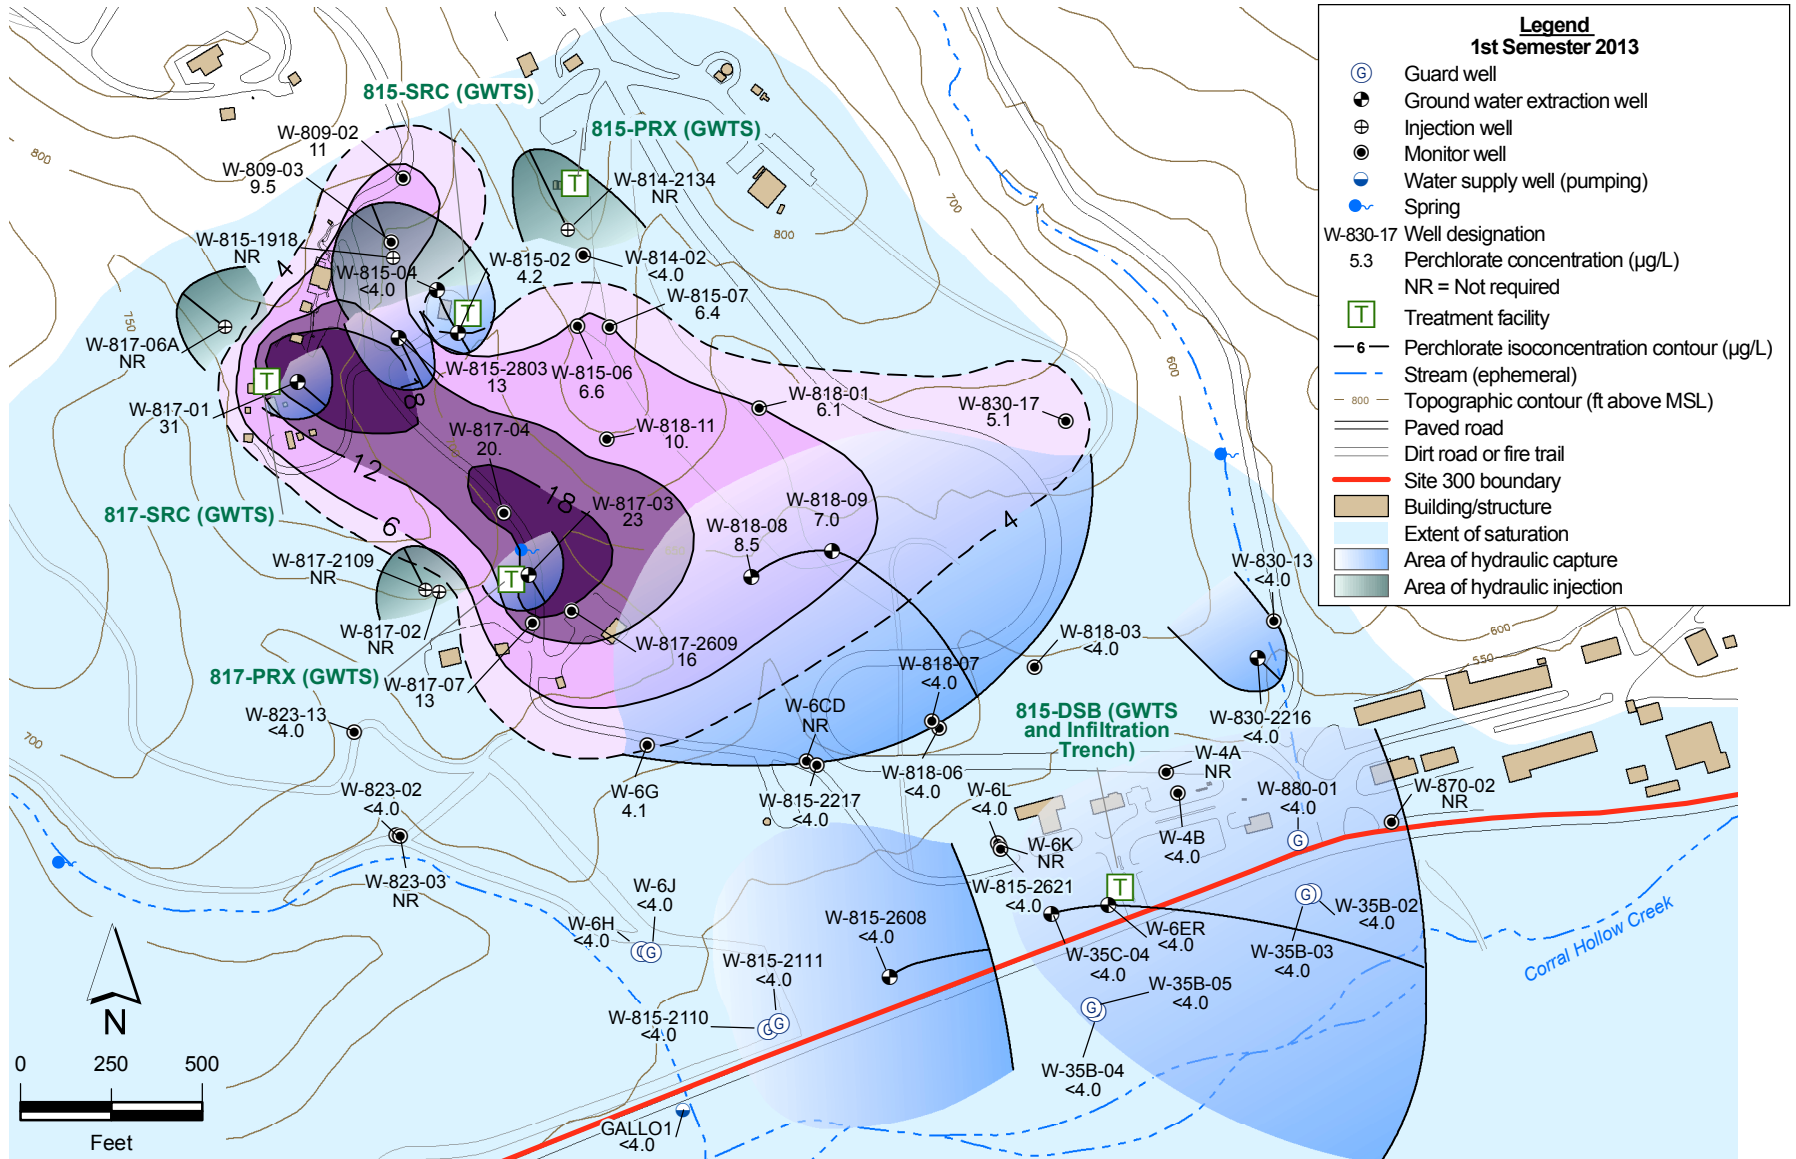 Legend
1st Semester 2013
G Guard well
Ground water extraction well
Injection well
Monitor well
Water supply well (pumping)
Spring
W-830-17 Well designation
5.3 Perchlorate concentration (µg/L)
NR = Not required
T Treatment facility
6 Perchlorate isoconcentration contour (µg/L)
Stream (ephemeral)
800 Topographic contour (ft above MSL)
Paved road
Dirt road or fire trail
Site 300 boundary
Building/structure
Extent of saturation
Area of hydraulic capture
Area of hydraulic injection
815-SRC (GWTS)
815-PRX (GWTS)
W-809-02
11
W-809-03
9.5
W-814-2134
NR
T
800
700
800
W-815-1918
NR
4
W-815-04
<4.0
W-815-02
4.2
W-814-02
<4.0
W-815-07
6.4
T
750
W-817-06A
NR
T
W-817-01
31
18
W-815-2803
13
W-815-06
6.6
W-818-01
6.1
W-830-17
5.1
600
W-817-04
20.
W-818-11
10.
12
18
817-SRC (GWTS)
6
W-817-03
23
W-818-08
8.5
W-818-09
7.0
4
W-817-2109
NR
T
W-830-13
<4.0
W-817-02
NR
W-817-2609
16
W-818-03
<4.0
600
550
817-PRX (GWTS)
W-817-07
13
W-818-07
<4.0
W-823-13
<4.0
W-6CD
NR
815-DSB (GWTS
and Infiltration
Trench)
W-830-2216
<4.0
700
W-4A
NR
W-818-06
<4.0
W-6G
4.1
W-815-2217
<4.0
W-6L
<4.0
W-880-01
<4.0
W-870-02
NR
W-823-02
<4.0
W-4B
<4.0
W-6K
NR
G
W-823-03
NR
W-815-2621
<4.0
T
W-6J
<4.0
W-6H
<4.0
G
W-815-2608
<4.0
W-6ER
<4.0
G
W-35B-02
<4.0
W-35B-03
<4.0
W-35C-04
<4.0
Corral Hollow Creek
W-815-2111
<4.0
W-35B-05
<4.0
G
W-815-2110
<4.0
G G
W-35B-04
<4.0
N
0 250 500
Feet
GALLO1
<4.0